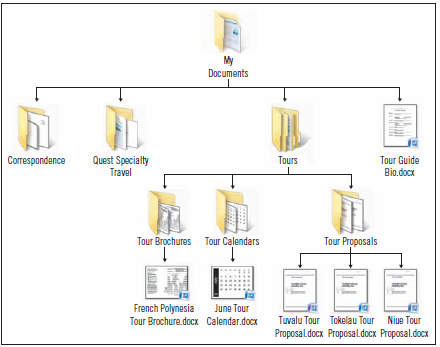 My
Documents
Correspondence
Quest Specialty
Travel
Tours
Tour Guide
Bio.docx
Tour Brochures
Tour Calendars
Tour Proposals
French Polynesia
Tour Brochure.docx
June Tour
Calendar.docx
Tuvalu Tour
Proposal.docx
Tokelau Tour
Proposal.docx
Niue Tour
Proposal.docx